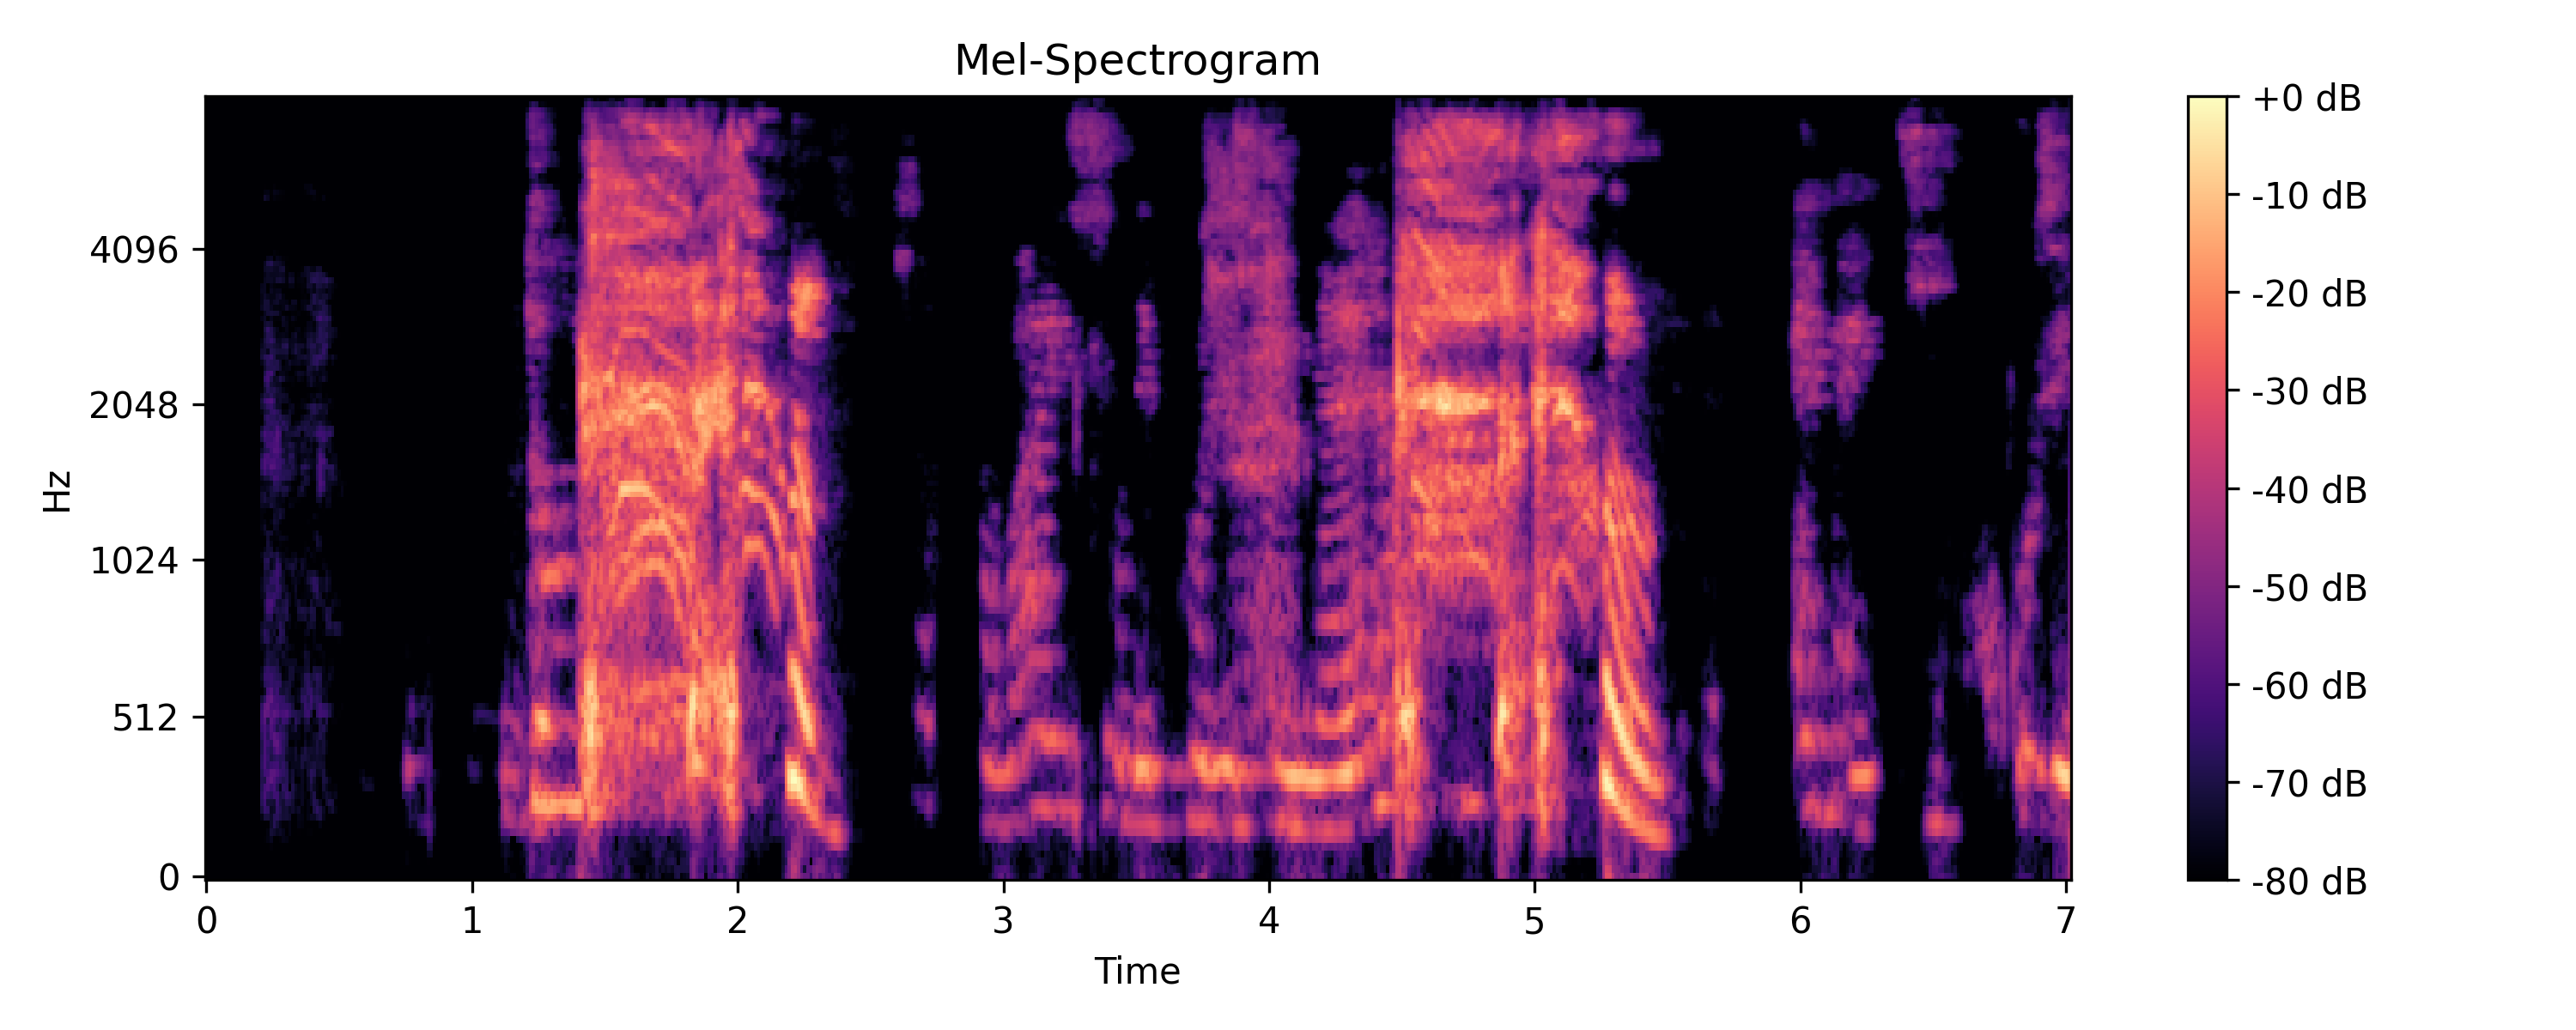 Mel-Spectrogram
+0 dB
-10 dB
-20 dB
-30 dB
-40 dB
-50 dB
-60 dB
-70 dB
-80 dB
Hz
4096
2048
1024
512
0
0 1 2 3 4 5 6 7
Time